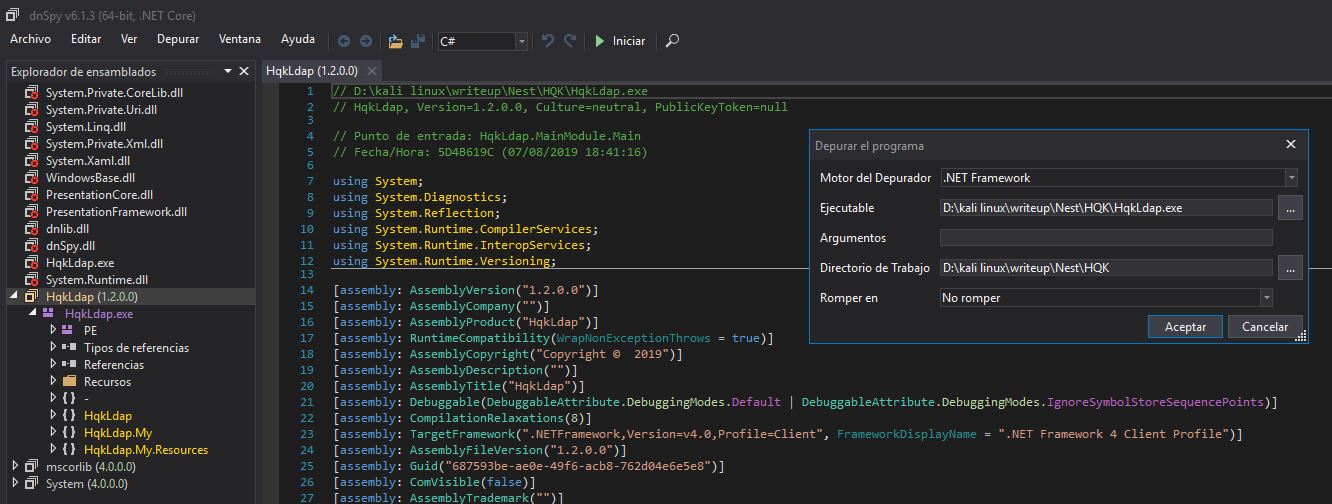 dnSpy v6.1.3 (64-bit, .NET Core)
Archivo Editar Ver Depurar Ventana Ayuda C# Iniciar
Explorador de ensamblados
System.Private.CoreLib.dll
System.Private.Uri.dll
System.Linq.dll
System.Private.Xml.dll
System.Xaml.dll
WindowsBase.dll
PresentationCore.dll
PresentationFramework.dll
dnlib.dll
dnSpy.dll
HqkLdap.exe
System.Runtime.dll
HqkLdap (1.2.0.0)
HqkLdap.exe
PE
Tipos de referencias
Referencias
Recursos
{ } -
{ } HqkLdap
{ } HqkLdap.My
{ } HqkLdap.My.Resources
mscorlib (4.0.0.0)
System (4.0.0.0)
HqkLdap (1.2.0.0)
1 // D:\kali linux\writeup\Nest\HQK\HqkLdap.exe
2 // HqkLdap, Version=1.2.0.0, Culture=neutral, PublicKeyToken=null
3
4 // Punto de entrada: HqkLdap.MainModule.Main
5 // Fecha/Hora: 5D4B619C (07/08/2019 18:41:16)
6
7 using System;
8 using System.Diagnostics;
9 using System.Reflection;
10 using System.Runtime.CompilerServices;
11 using System.Runtime.InteropServices;
12 using System.Runtime.Versioning;
13
14 [assembly: AssemblyVersion("1.2.0.0")]
15 [assembly: AssemblyCompany("")]
16 [assembly: AssemblyProduct("HqkLdap")]
17 [assembly: RuntimeCompatibility(WrapNonExceptionThrows = true)]
18 [assembly: AssemblyCopyright("Copyright ©  2019")]
19 [assembly: AssemblyDescription("")]
20 [assembly: AssemblyTitle("HqkLdap")]
21 [assembly: Debuggable(DebuggableAttribute.DebuggingModes.Default | DebuggableAttribute.DebuggingModes.IgnoreSymbolStoreSequencePoints)]
22 [assembly: CompilationRelaxations(8)]
23 [assembly: TargetFramework(".NETFramework,Version=v4.0,Profile=Client", FrameworkDisplayName = ".NET Framework 4 Client Profile")]
24 [assembly: AssemblyFileVersion("1.2.0.0")]
25 [assembly: Guid("687593be-ae0e-49f6-acb8-762d04e6e5e8")]
26 [assembly: ComVisible(false)]
27 [assembly: AssemblyTrademark("")]
Depurar el programa
Motor del Depurador .NET Framework
Ejecutable D:\kali linux\writeup\Nest\HQK\HqkLdap.exe ...
Argumentos
Directorio de Trabajo D:\kali linux\writeup\Nest\HQK ...
Romper en No romper
Aceptar Cancelar